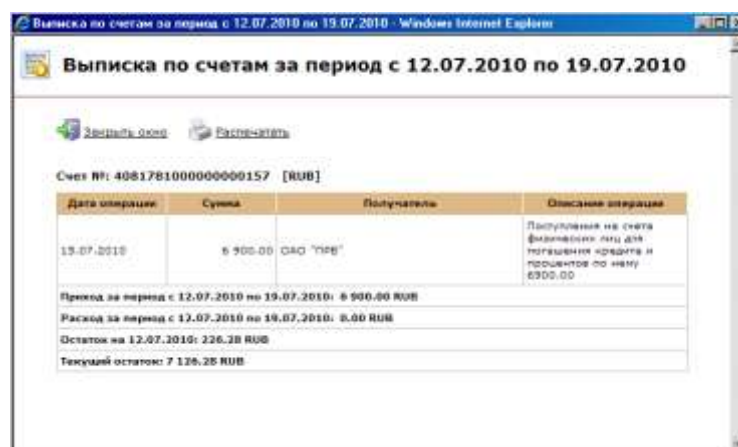 Выписка по счетам за период с 12.07.2010 по 19.07.2010 - Windows Internet Explorer
Выписка по счетам за период с 12.07.2010 по 19.07.2010
Закрыть окно Распечатать
Счет №: 4081781000000000157 [RUB]
Дата операции Сумма Получатель Описание операции
15.07.2010 6 900.00 ОАО "ПРБ" Поступления на счета
физических лиц для
погашения кредита и
процентов по нему
6900.00
Приход за период с 12.07.2010 по 19.07.2010: 6 900.00 RUB
Расход за период с 12.07.2010 по 19.07.2010: 0.00 RUB
Остаток на 12.07.2010: 226.28 RUB
Текущий остаток: 7 126.28 RUB